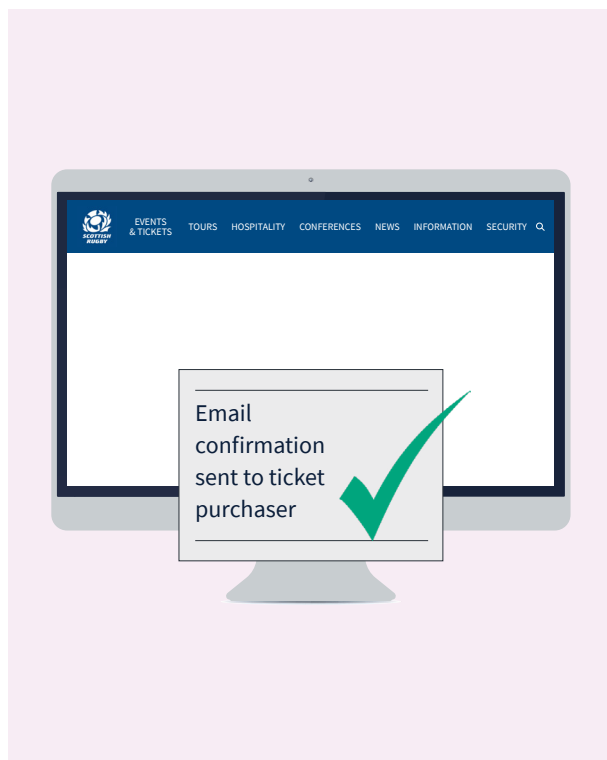 SCOTTISH
RUGBY
EVENTS
& TICKETS
TOURS
HOSPITALITY
CONFERENCES
NEWS
INFORMATION
SECURITY
Email
confirmation
sent to ticket
purchaser